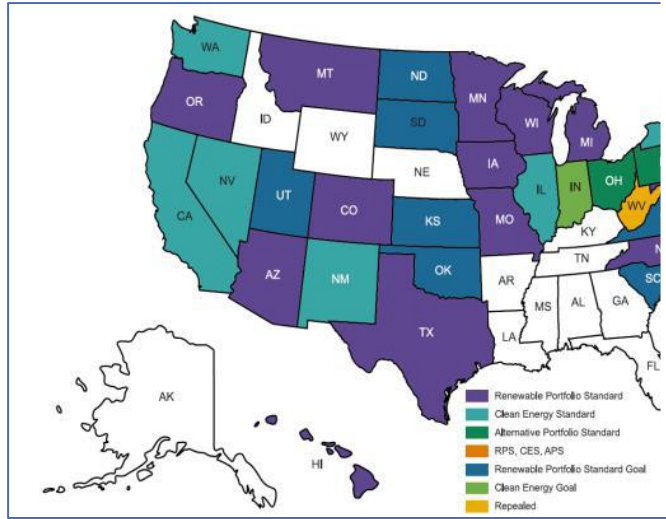 WA
MT
ND
MN
OR
ID
SD
WI
WY
MI
IA
NE
NV
UT
IL
IN
OH
CO
WV
CA
KS
MO
KY
AZ
NM
OK
TN
AR
N
SC
MS
AL
GA
TX
LA
FL
AK
HI
Renewable Portfolio Standard
Clean Energy Standard
Alternative Portfolio Standard
RPS, CES, APS
Renewable Portfolio Standard Goal
Clean Energy Goal
Repealed